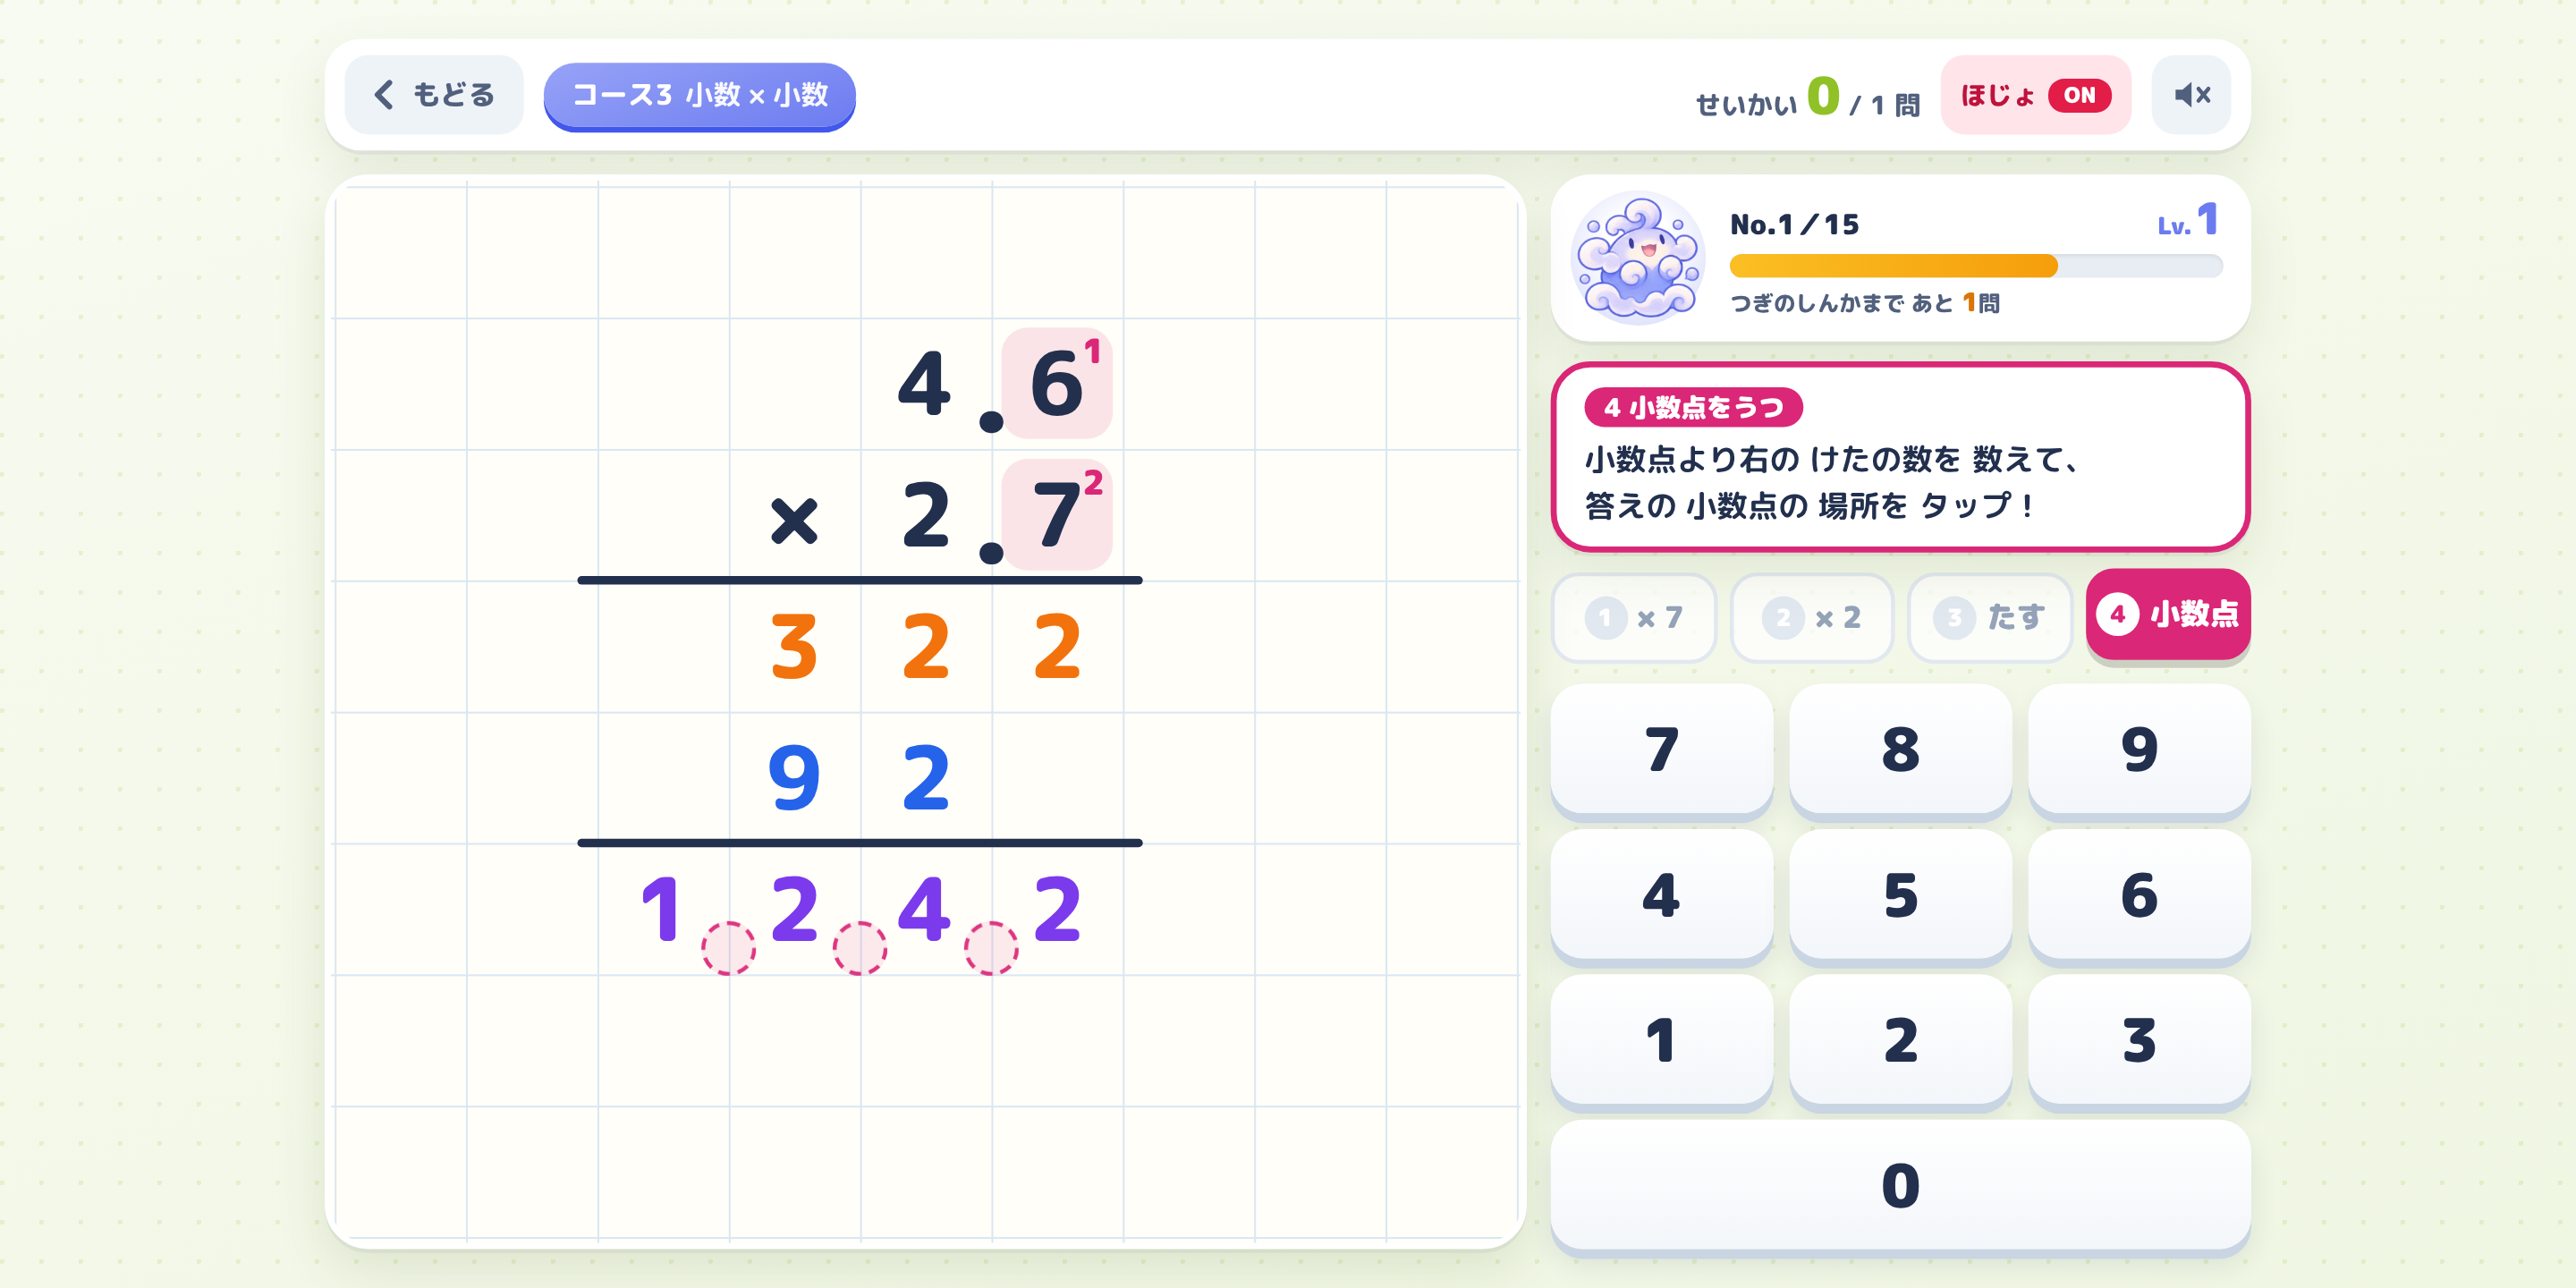 もどる
コース3 小数×小数
せいかい 0 / 1 問
ほじょ ON
4.6 1
× 2.7 2
3 2 2
9 2
1 2 4 2
No.1/15
Lv.1
つぎのしんかまで あと 1問
4 小数点をうつ
小数点より右の けたの数を 数えて、
答えの 小数点の 場所を タップ!
1 ×7
2 ×2
3 たす
4 小数点
7 8 9
4 5 6
1 2 3
0